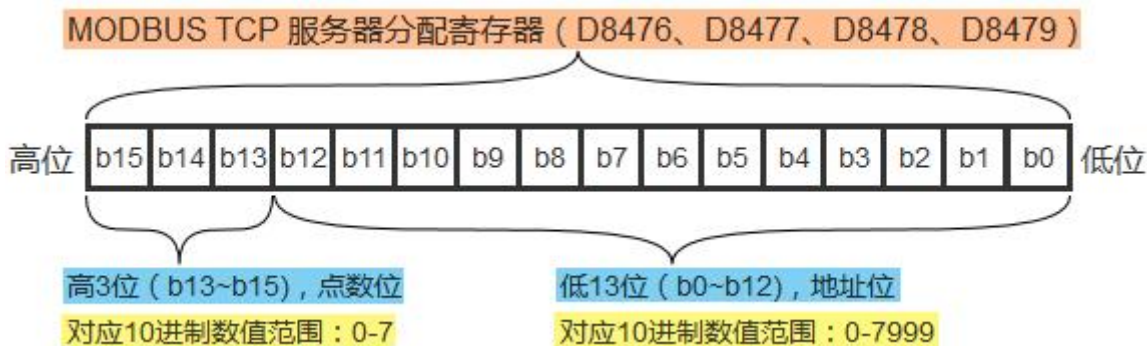 MODBUS TCP 服务器分配寄存器（D8476、D8477、D8478、D8479）
高位 b15 b14 b13 b12 b11 b10 b9 b8 b7 b6 b5 b4 b3 b2 b1 b0 低位
高3位（b13~b15)，点数位
对应10进制数值范围：0-7
低13位（b0~b12)，地址位
对应10进制数值范围：0-7999